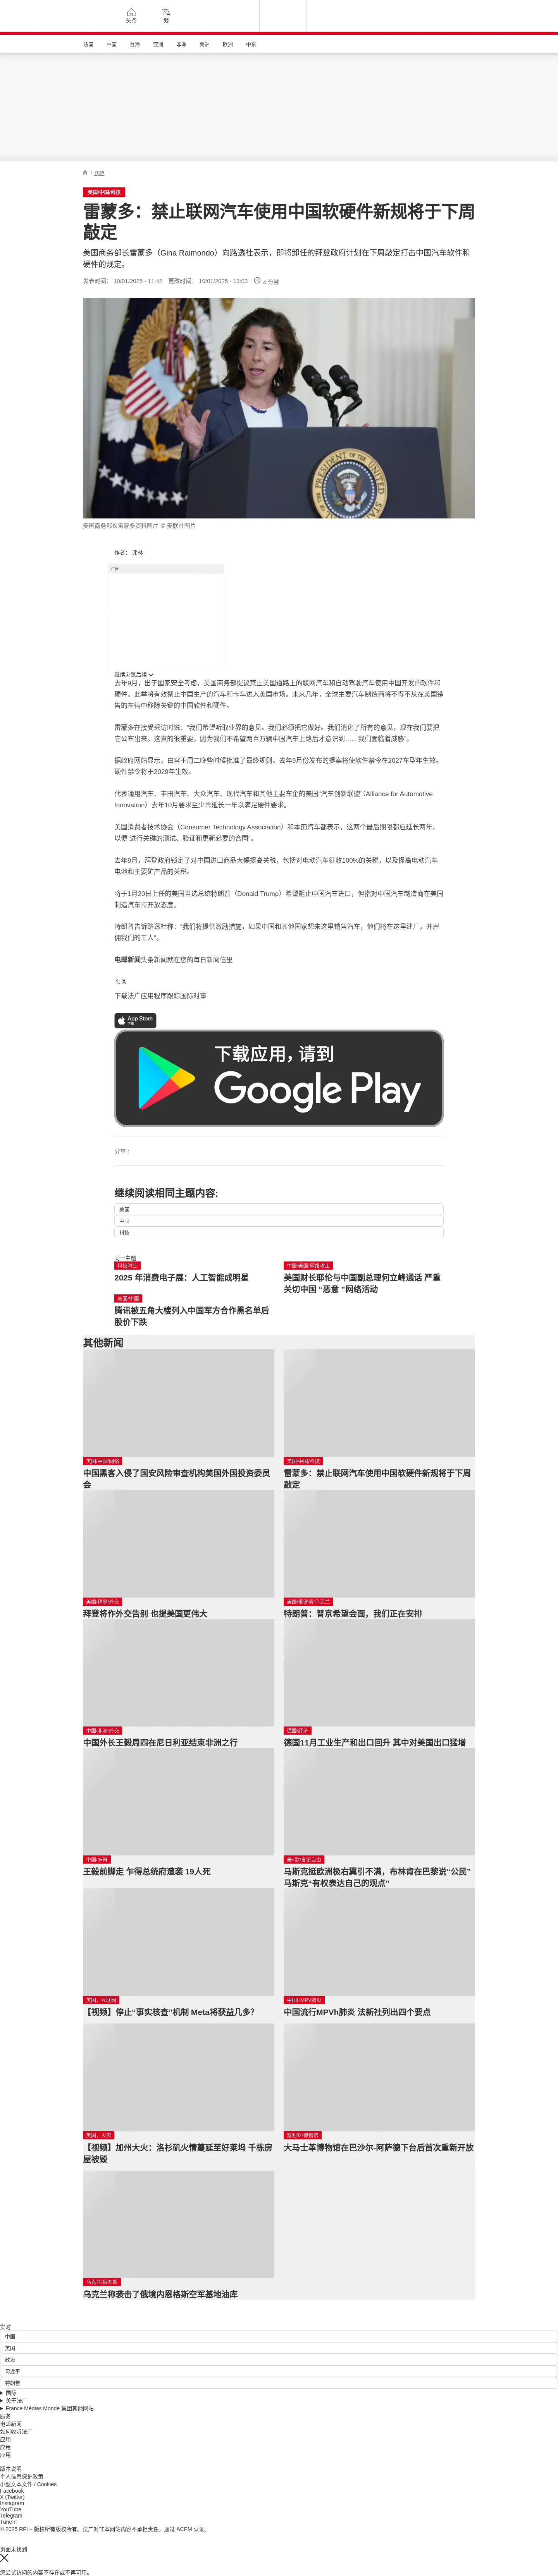 头条
繁
法国
中国
台海
亚洲
非洲
美洲
欧洲
中东
/ 国际
美国/中国/科技
雷蒙多：禁止联网汽车使用中国软硬件新规将于下周
敲定
美国商务部长雷蒙多（Gina Raimondo）向路透社表示，即将卸任的拜登政府计划在下周敲定打击中国汽车软件和
硬件的规定。
发表时间： 10/01/2025 - 11:42 更改时间： 10/01/2025 - 13:03 4 分钟
美国商务部长雷蒙多资料图片 © 美联社图片
作者： 弗林
广告
继续浏览后续
去年9月，出于国家安全考虑，美国商务部提议禁止美国道路上的联网汽车和自动驾驶汽车使用中国开发的软件和
硬件。此举将有效禁止中国生产的汽车和卡车进入美国市场。未来几年，全球主要汽车制造商将不得不从在美国销
售的车辆中移除关键的中国软件和硬件。
雷蒙多在接受采访时说：“我们希望听取业界的意见。我们必须把它做好。我们消化了所有的意见，现在我们要把
它公布出来。这真的很重要，因为我们不希望两百万辆中国汽车上路后才意识到……我们面临着威胁”。
据政府网站显示，白宫于周二晚些时候批准了最终规则。去年9月份发布的提案将使软件禁令在2027车型年生效。
硬件禁令将于2029年生效。
代表通用汽车、丰田汽车、大众汽车、现代汽车和其他主要车企的美国“汽车创新联盟”（Alliance for Automotive
Innovation）去年10月要求至少再延长一年以满足硬件要求。
美国消费者技术协会（Consumer Technology Association）和本田汽车都表示，这两个最后期限都应延长两年，
以便“进行关键的测试、验证和更新必要的合同”。
去年9月，拜登政府锁定了对中国进口商品大幅提高关税，包括对电动汽车征收100%的关税，以及提高电动汽车
电池和主要矿产品的关税。
将于1月20日上任的美国当选总统特朗普（Donald Trump）希望阻止中国汽车进口，但指对中国汽车制造商在美国
制造汽车持开放态度。
特朗普告诉路透社称：“我们将提供激励措施，如果中国和其他国家想来这里销售汽车，他们将在这里建厂，并雇
佣我们的工人”。
电邮新闻头条新闻就在您的每日新闻信里
订阅
下载法广应用程序跟踪国际时事
App Store
下载
下载应用，请到
Google Play
分享 :
继续阅读相同主题内容:
美国
中国
科技
同一主题
科技时空
2025 年消费电子展：人工智能成明星
中国/美国/网络攻击
美国财长耶伦与中国副总理何立峰通话 严重
关切中国 “恶意 ”网络活动
美国/中国
腾讯被五角大楼列入中国军方合作黑名单后
股价下跌
其他新闻
美国/中国/网络
中国黑客入侵了国安风险审查机构美国外国投资委员
会
美国/中国/科技
雷蒙多：禁止联网汽车使用中国软硬件新规将于下周
敲定
美国/拜登/外交
拜登将作外交告别 也提美国更伟大
美国/俄罗斯/乌克兰
特朗普：普京希望会面，我们正在安排
中国/非洲/外交
中国外长王毅周四在尼日利亚结束非洲之行
德国/经济
德国11月工业生产和出口回升 其中对美国出口猛增
中国/乍得
王毅前脚走 乍得总统府遭袭 19人死
美//欧/言论自由
马斯克挺欧洲极右翼引不满，布林肯在巴黎说“公民”
马斯克“有权表达自己的观点”
美国、互联网
【视频】停止“事实核查”机制 Meta将获益几多？
中国HMPV肺炎
中国流行MPVh肺炎 法新社列出四个要点
美国、火灾
【视频】加州大火：洛杉矶火情蔓延至好莱坞 千栋房
屋被毁
叙利亚/博物馆
大马士革博物馆在巴沙尔-阿萨德下台后首次重新开放
乌克兰/俄罗斯
乌克兰称袭击了俄境内恩格斯空军基地油库
实时
中国
美国
政治
习近平
特朗普
国际
关于法广
France Médias Monde 集团其他网站
服务
电邮新闻
如何收听法广
应用
应用
应用
版本说明
个人信息保护政策
小型文本文件 / Cookies
Facebook
X (Twitter)
Instagram
YouTube
Telegram
TuneIn
© 2025 RFI – 版权所有版权所有。法广对非本网站内容不承担责任。通过 ACPM 认证。
页面未找到
您尝试访问的内容不存在或不再可用。